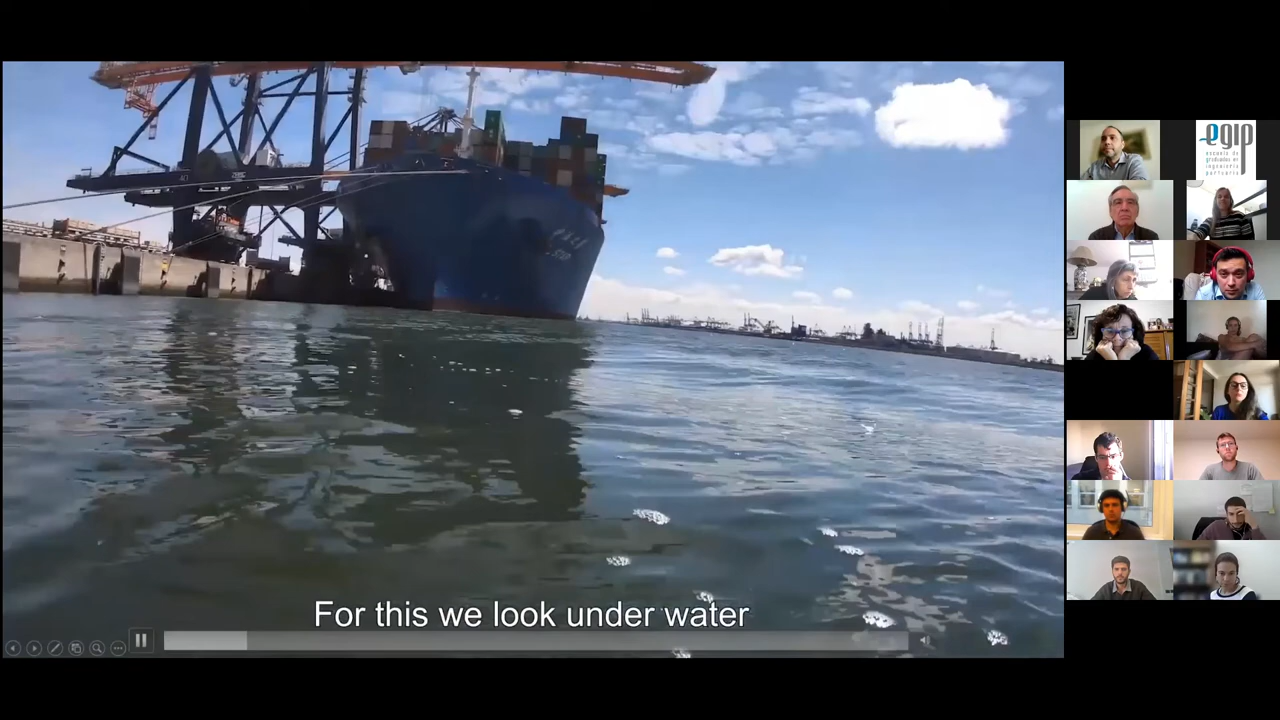 For this we look under water
egip
escuela de
graduados en
ingeniería
portuaria